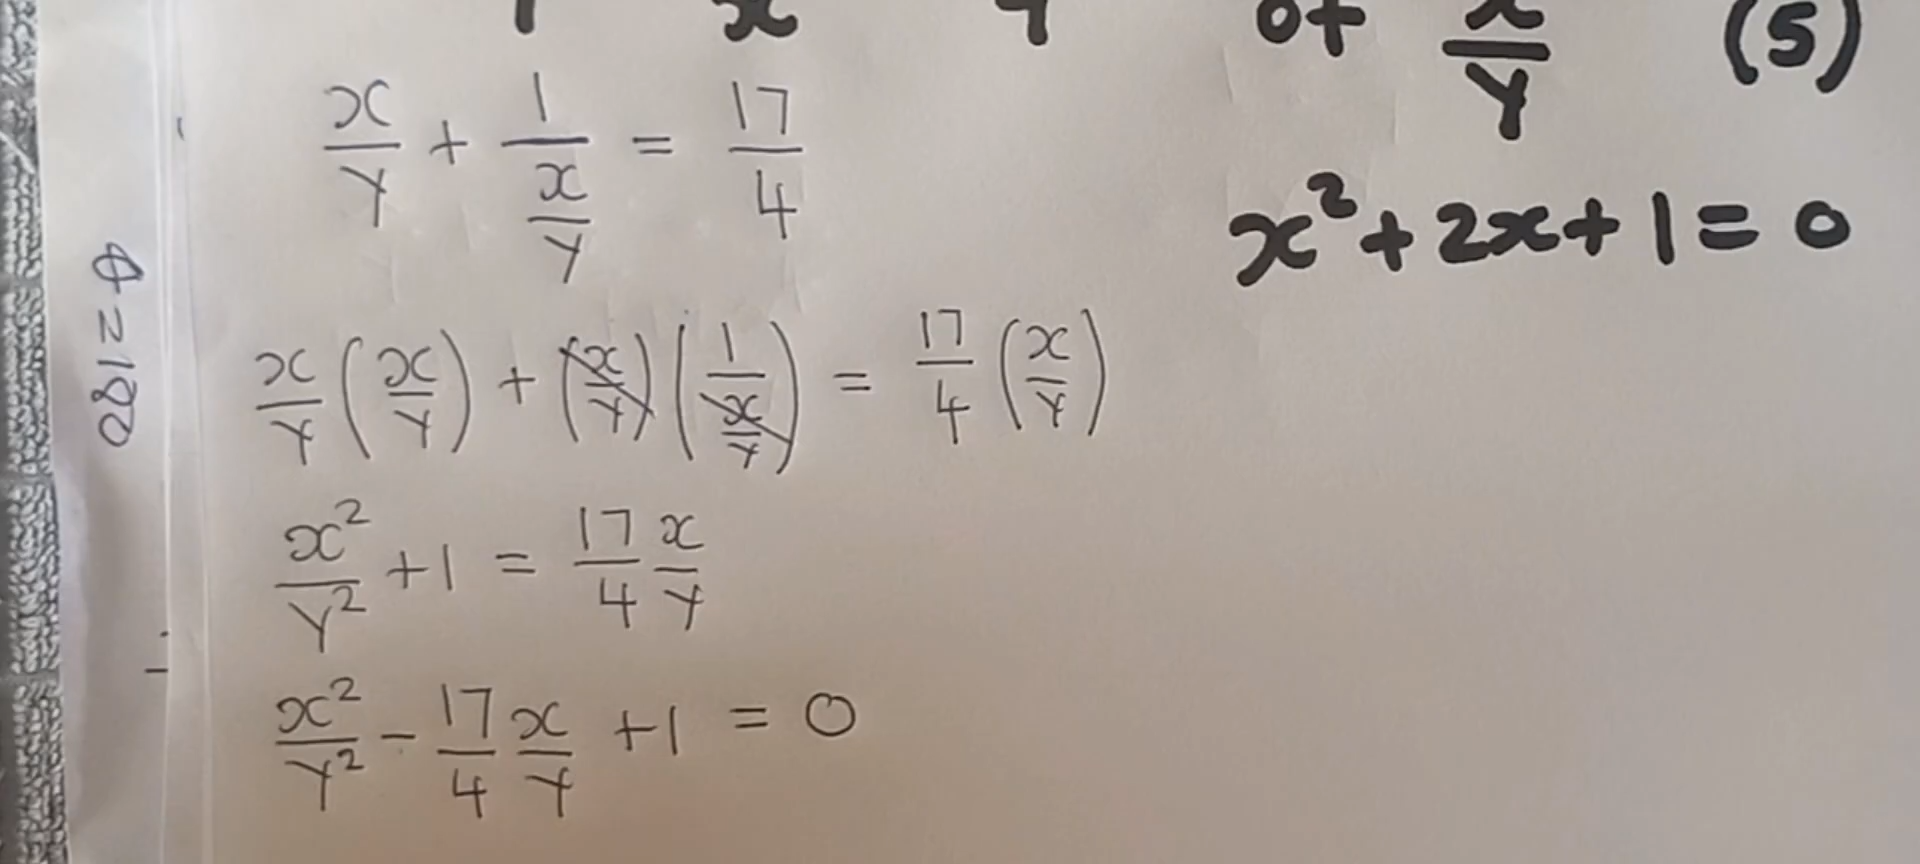 of x/y (5)
x/y + 1/(x/y) = 17/4
x² + 2x + 1 = 0
x/y (x/y) + (x/y) (1/(x/y)) = 17/4 (x/y)
x²/y² + 1 = 17/4 x/y
x²/y² - 17/4 x/y + 1 = 0